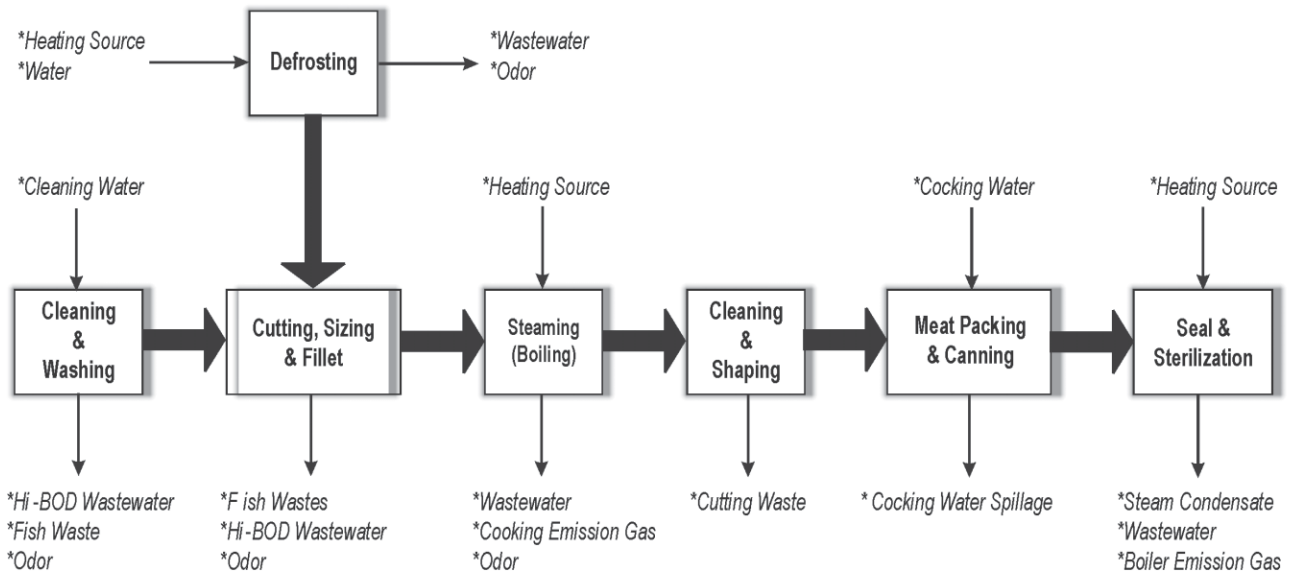 *Heating Source
*Water
Defrosting
*Wastewater
*Odor
*Cleaning Water
*Heating Source
*Cocking Water
*Heating Source
Cleaning
&
Washing
Cutting, Sizing
& Fillet
Steaming
(Boiling)
Cleaning
&
Shaping
Meat Packing
& Canning
Seal &
Sterilization
*Hi -BOD Wastewater
*Fish Waste
*Odor
*F ish Wastes
*Hi-BOD Wastewater
*Odor
*Wastewater
*Cooking Emission Gas
*Odor
*Cutting Waste
* Cocking Water Spillage
*Steam Condensate
*Wastewater
*Boiler Emission Gas